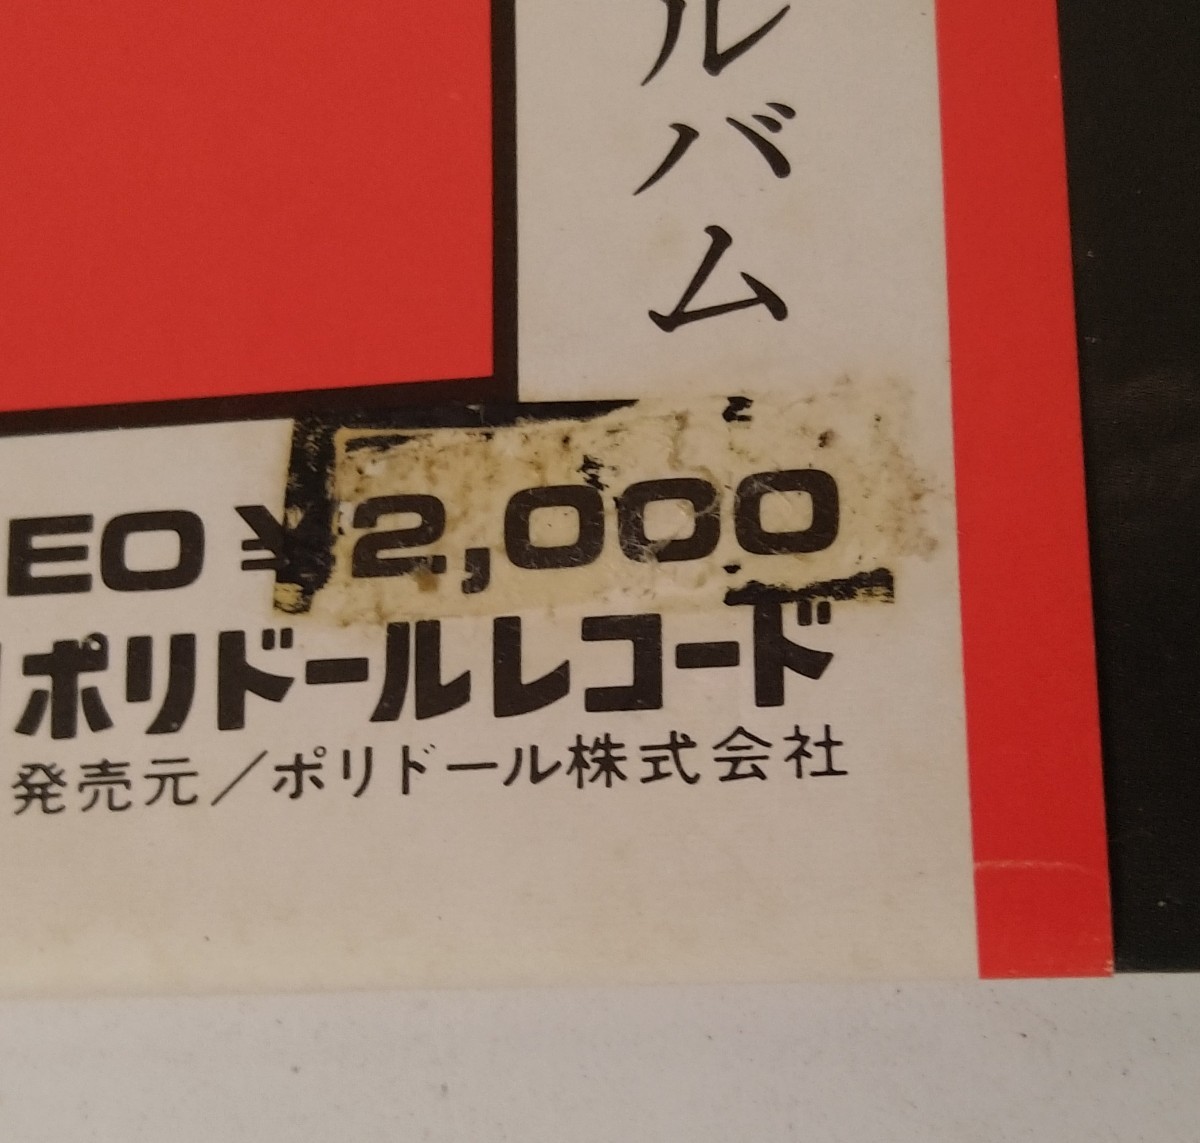 ルバム
EO ¥2,000
ポリドールレコード
発売元/ポリドール株式会社